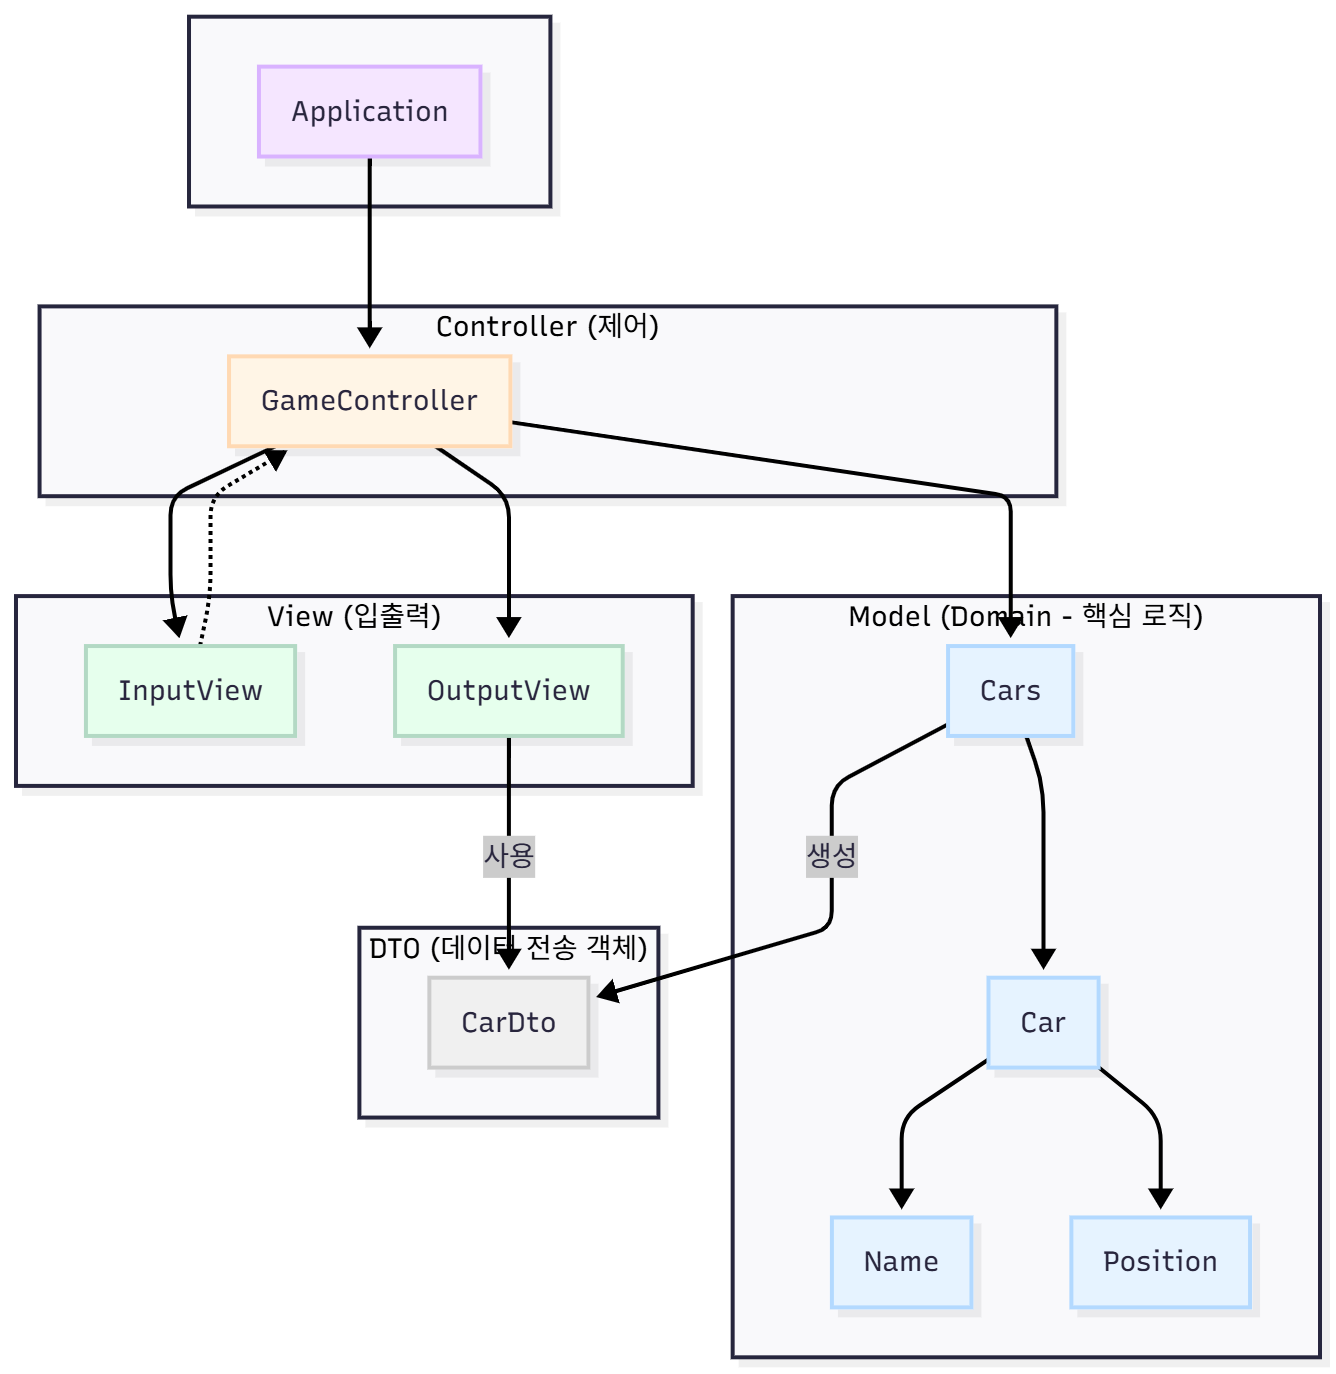 Application
Controller (제어)
GameController
View (입출력)
Model (Domain - 핵심 로직)
InputView
OutputView
Cars
사용
생성
DTO (데이터 전송 객체)
CarDto
Car
Name
Position